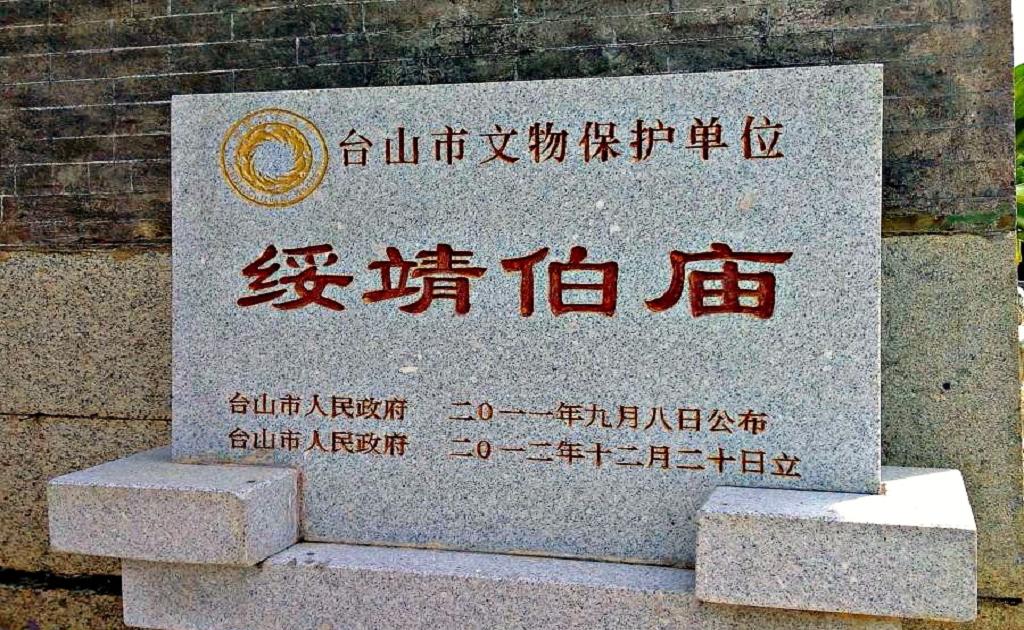 台山市文物保护单位
绥靖伯庙
台山市人民政府 二0一一年九月八日公布
台山市人民政府 二0一二年十二月二十日立